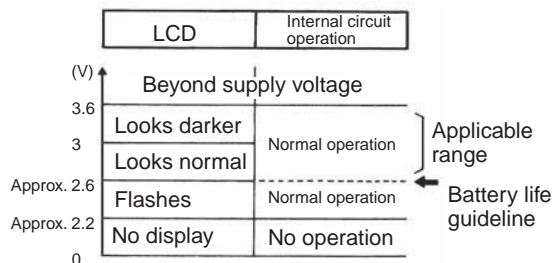 LCD
Internal circuit
operation
(V)
Beyond supply voltage
3.6
Looks darker
Normal operation
Applicable
range
3
Looks normal
Approx. 2.6
Flashes
Normal operation
Battery life
guideline
Approx. 2.2
No display
No operation
0